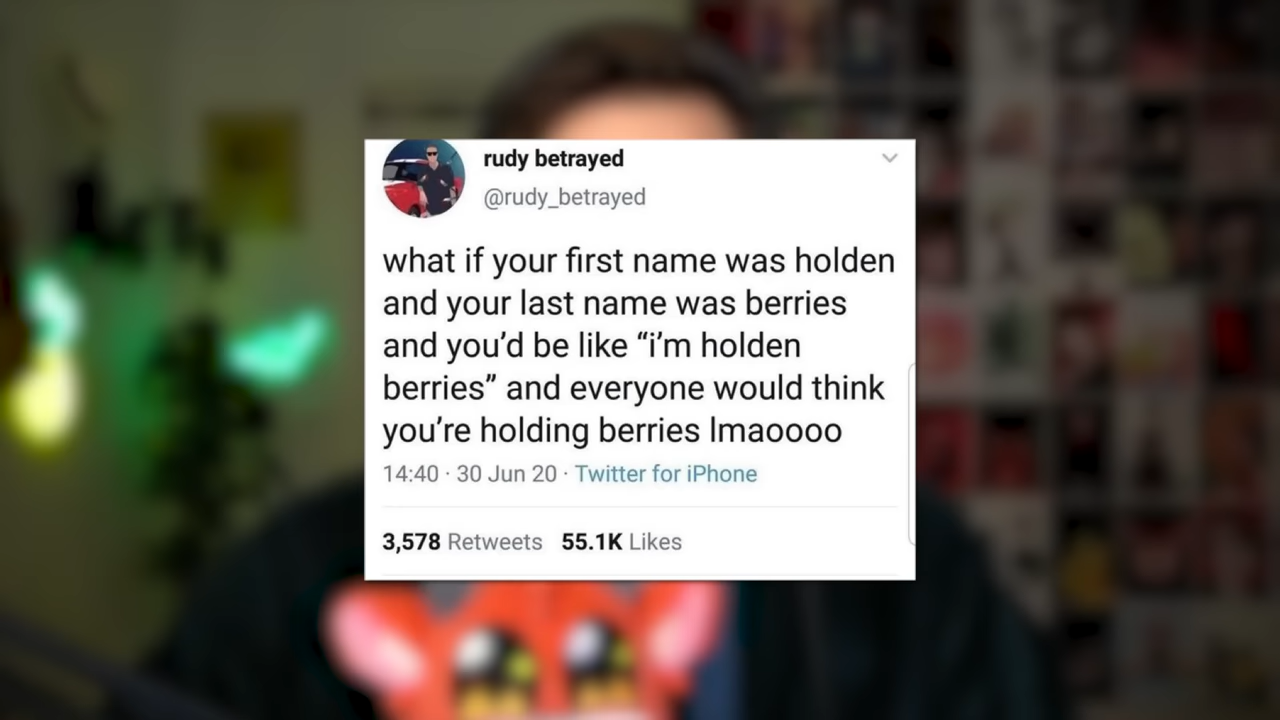 rudy betrayed
@rudy_betrayed
what if your first name was holden
and your last name was berries
and you’d be like “i’m holden
berries” and everyone would think
you’re holding berries lmaoooo
14:40 · 30 Jun 20 · Twitter for iPhone
3,578 Retweets 55.1K Likes